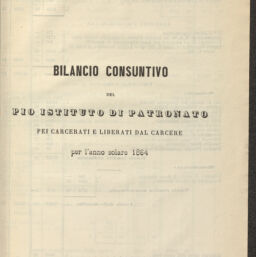 BILANCIO CONSUNTIVO
DEL
PIO ISTITUTO DI PATRONATO
PEI CARCERATI E LIBERATI DAL CARCERE
per l'anno solare 1864